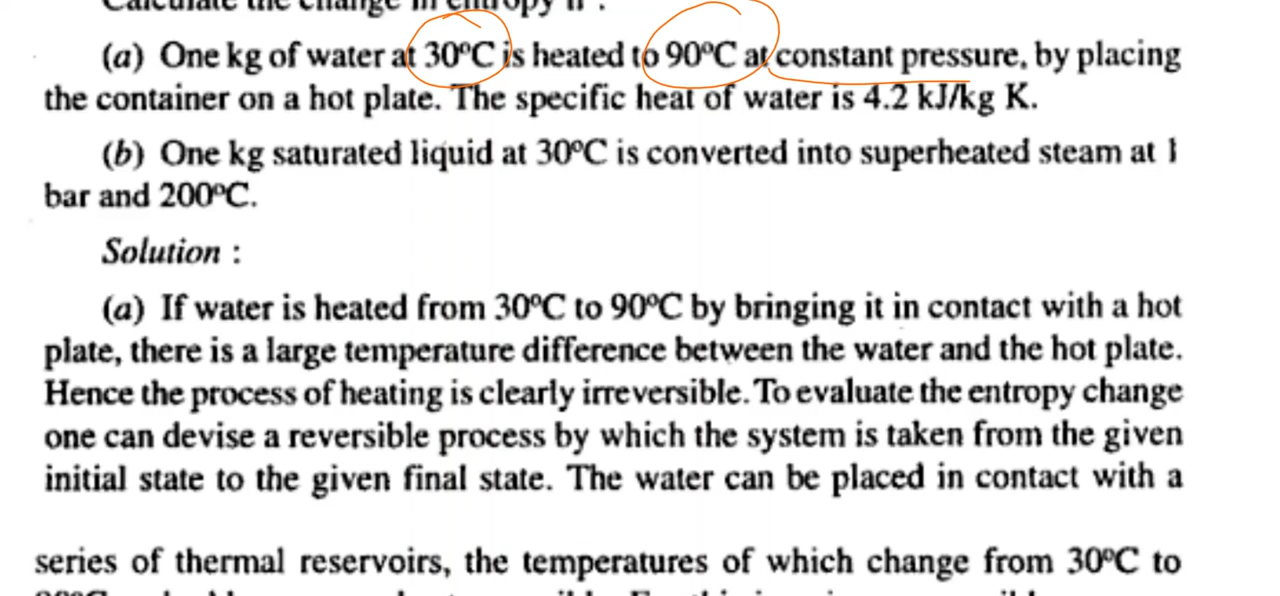 Calculate the change in entropy if :
(a) One kg of water at 30°C is heated to 90°C at constant pressure, by placing
the container on a hot plate. The specific heat of water is 4.2 kJ/kg K.
(b) One kg saturated liquid at 30°C is converted into superheated steam at 1
bar and 200°C.
Solution :
(a) If water is heated from 30°C to 90°C by bringing it in contact with a hot
plate, there is a large temperature difference between the water and the hot plate.
Hence the process of heating is clearly irreversible. To evaluate the entropy change
one can devise a reversible process by which the system is taken from the given
initial state to the given final state. The water can be placed in contact with a
series of thermal reservoirs, the temperatures of which change from 30°C to